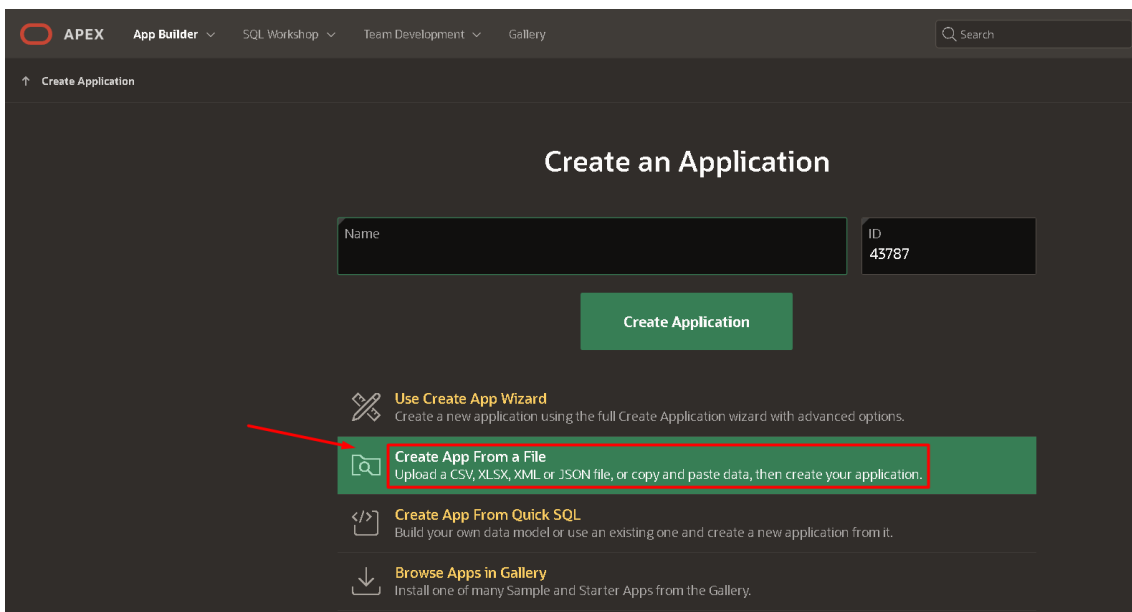 APEX App Builder SQL Workshop Team Development Gallery Search
Create Application
Create an Application
Name ID
43787
Create Application
Use Create App Wizard
Create a new application using the full Create Application wizard with advanced options.
Create App From a File
Upload a CSV, XLSX, XML or JSON file, or copy and paste data, then create your application.
Create App From Quick SQL
Build your own data model or use an existing one and create a new application from it.
Browse Apps in Gallery
Install one of many Sample and Starter Apps from the Gallery.